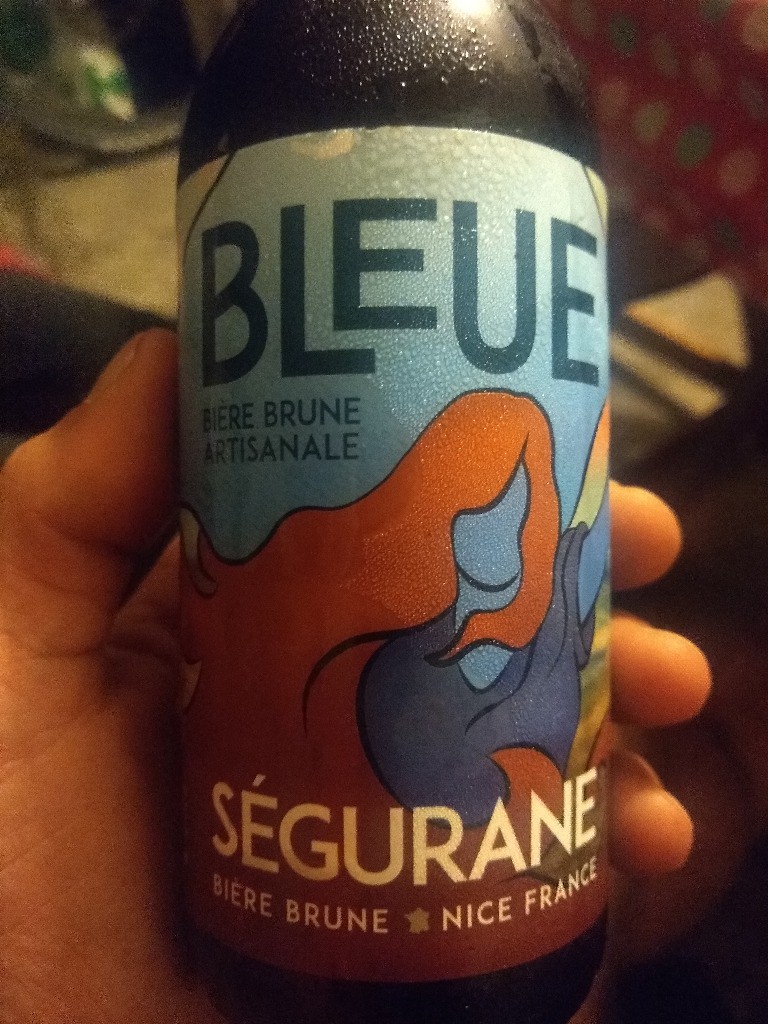 BLEUE
BIÈRE BRUNE
ARTISANALE
SÉGURANE
BIÈRE BRUNE NICE FRANCE